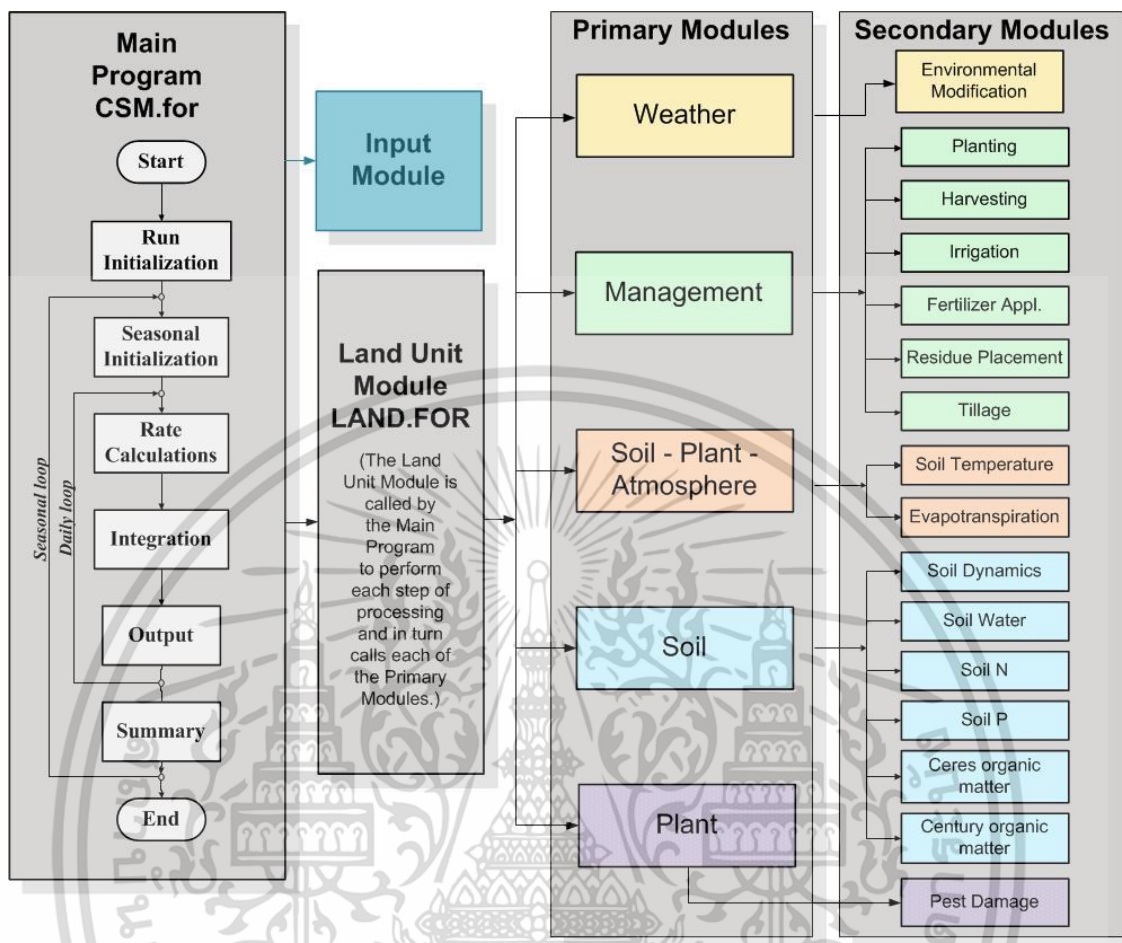 Main
Program
CSM.for
Start
Run
Initialization
Seasonal
Initialization
Rate
Calculations
Integration
Output
Summary
End
Seasonal loop
Daily loop
Input
Module
Land Unit
Module
LAND.FOR
(The Land
Unit Module is
called by
the Main
Program
to perform
each step of
processing
and in turn
calls each of
the Primary
Modules.)
Primary Modules
Weather
Management
Soil - Plant -
Atmosphere
Soil
Plant
Secondary Modules
Environmental
Modification
Planting
Harvesting
Irrigation
Fertilizer Appl.
Residue Placement
Tillage
Soil Temperature
Evapotranspiration
Soil Dynamics
Soil Water
Soil N
Soil P
Ceres organic
matter
Century organic
matter
Pest Damage